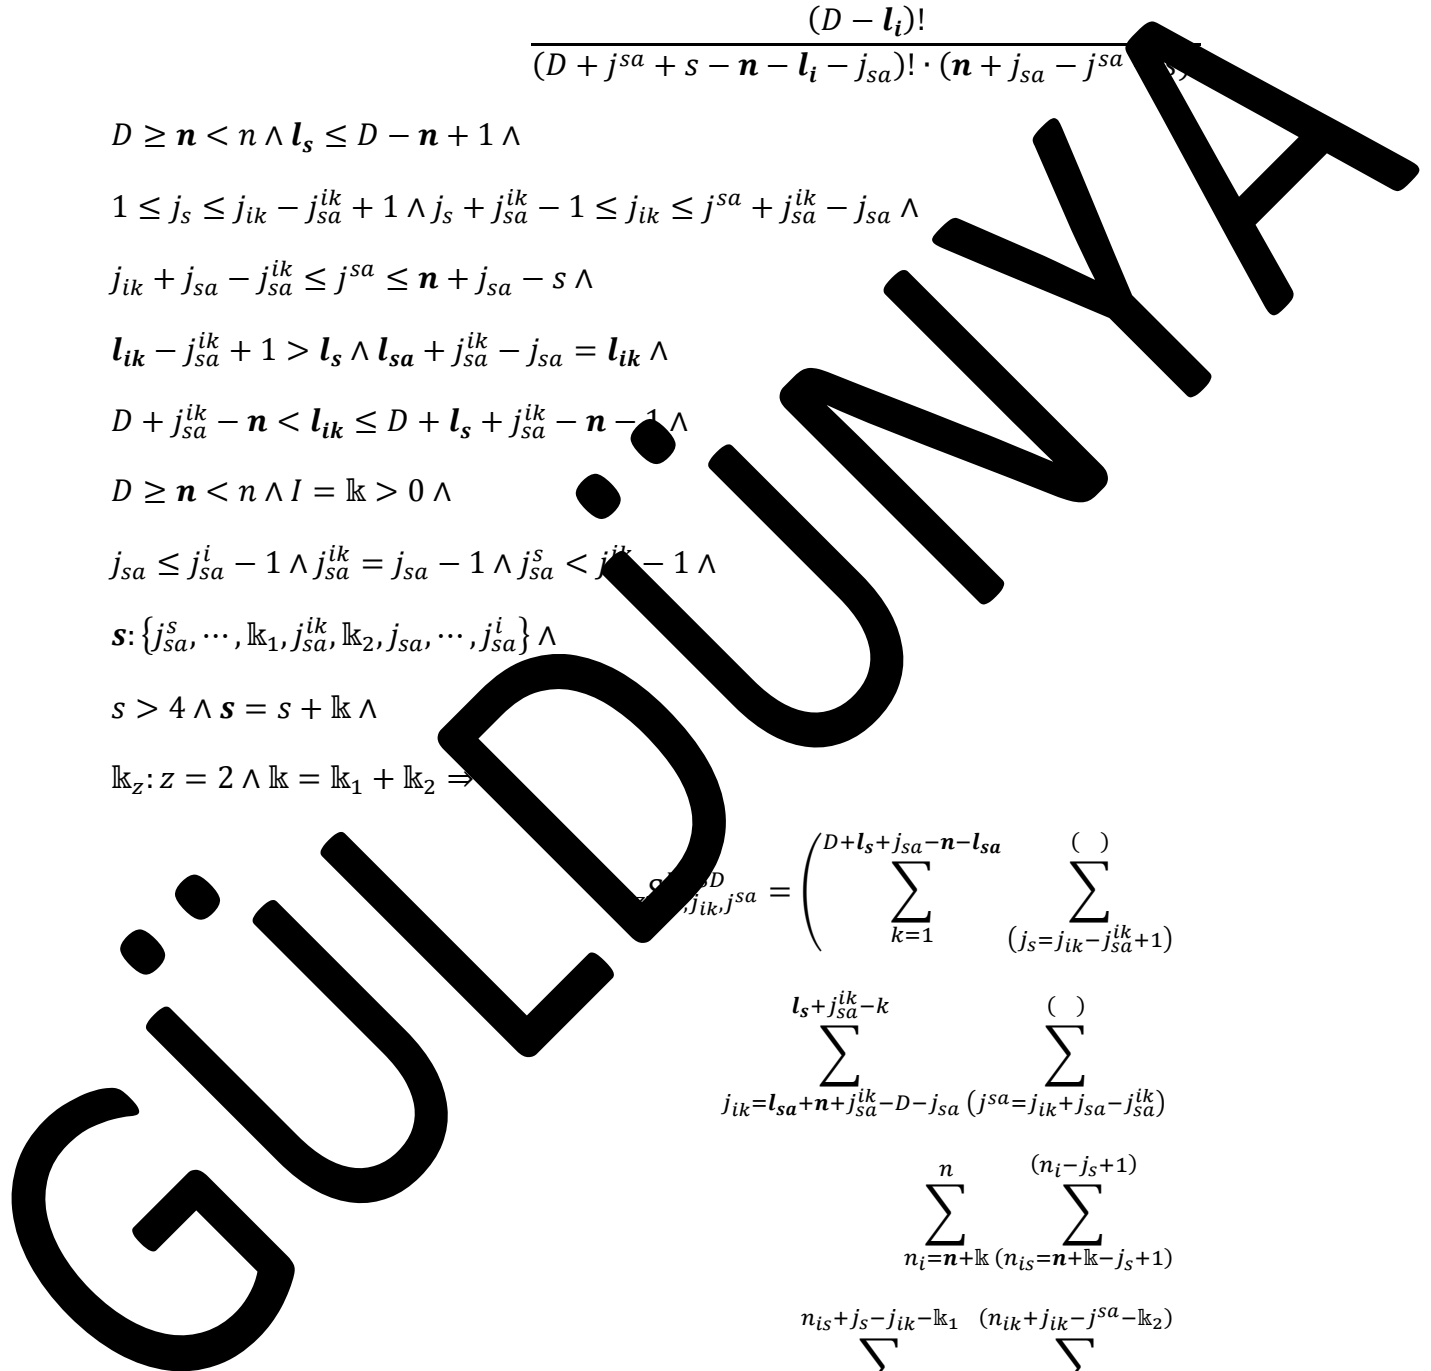 (D − l_i)!
(D + j^{sa} + s − n − l_i − j_{sa})! · (n + j_{sa} − j^{sa}
D ≥ n < n ∧ l_s ≤ D − n + 1 ∧
1 ≤ j_s ≤ j_{ik} − j_{sa}^{ik} + 1 ∧ j_s + j_{sa}^{ik} − 1 ≤ j_{ik} ≤ j^{sa} + j_{sa}^{ik} − j_{sa} ∧
j_{ik} + j_{sa} − j_{sa}^{ik} ≤ j^{sa} ≤ n + j_{sa} − s ∧
l_{ik} − j_{sa}^{ik} + 1 > l_s ∧ l_{sa} + j_{sa}^{ik} − j_{sa} = l_{ik} ∧
D + j_{sa}^{ik} − n < l_{ik} ≤ D + l_s + j_{sa}^{ik} − n − 1 ∧
D ≥ n < n ∧ I = 𝕜 > 0 ∧
j_{sa} ≤ j_{sa}^{i} − 1 ∧ j_{sa}^{ik} = j_{sa} − 1 ∧ j_{sa}^{s} < − 1 ∧
s: {j_{sa}^{s}, ⋯ , 𝕜_1, j_{sa}^{ik}, 𝕜_2, j_{sa}, ⋯ , j_{sa}^{i}} ∧
s > 4 ∧ s = s + 𝕜 ∧
𝕜_z: z = 2 ∧ 𝕜 = 𝕜_1 + 𝕜_2 ⇒
,j_{ik},j^{sa} = ( ∑_{k=1}^{D+l_s+j_{sa}−n−l_{sa}} ∑_{(j_s=j_{ik}−j_{sa}^{ik}+1)}^{( )}
∑_{j_{ik}=l_{sa}+n+j_{sa}^{ik}−D−j_{sa}}^{l_s+j_{sa}^{ik}−k} ∑_{(j^{sa}=j_{ik}+j_{sa}−j_{sa}^{ik})}^{( )}
∑_{n_i=n+𝕜}^{n} ∑_{(n_{is}=n+𝕜−j_s+1)}^{(n_i−j_s+1)}
∑^{n_{is}+j_s−j_{ik}−𝕜_1} ∑^{(n_{ik}+j_{ik}−j^{sa}−𝕜_2)}
GÜLDÜNYA